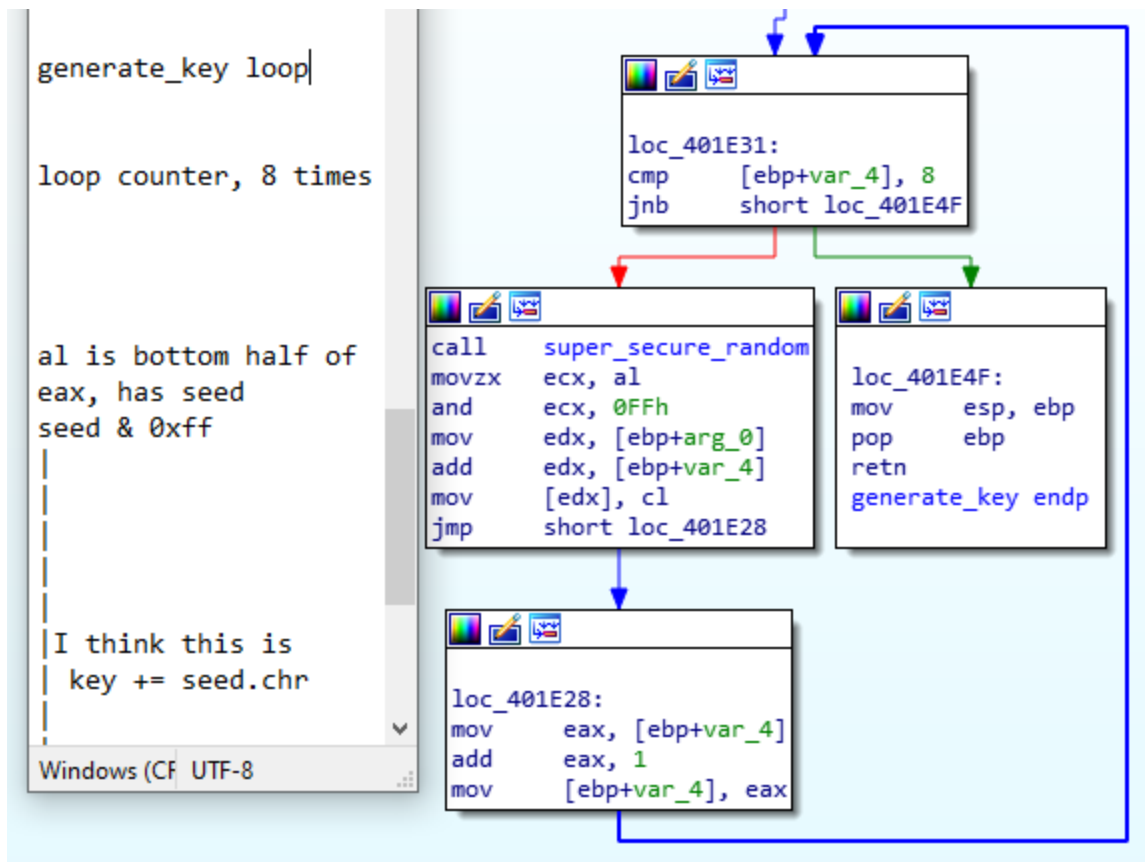 generate_key loop
loop counter, 8 times
al is bottom half of
eax, has seed
seed & 0xff
|
|
|
|
|
|I think this is
| key += seed.chr
|
Windows (CF UTF-8
loc_401E31:
cmp [ebp+var_4], 8
jnb short loc_401E4F
call super_secure_random
movzx ecx, al
and ecx, 0FFh
mov edx, [ebp+arg_0]
add edx, [ebp+var_4]
mov [edx], cl
jmp short loc_401E28
loc_401E4F:
mov esp, ebp
pop ebp
retn
generate_key endp
loc_401E28:
mov eax, [ebp+var_4]
add eax, 1
mov [ebp+var_4], eax